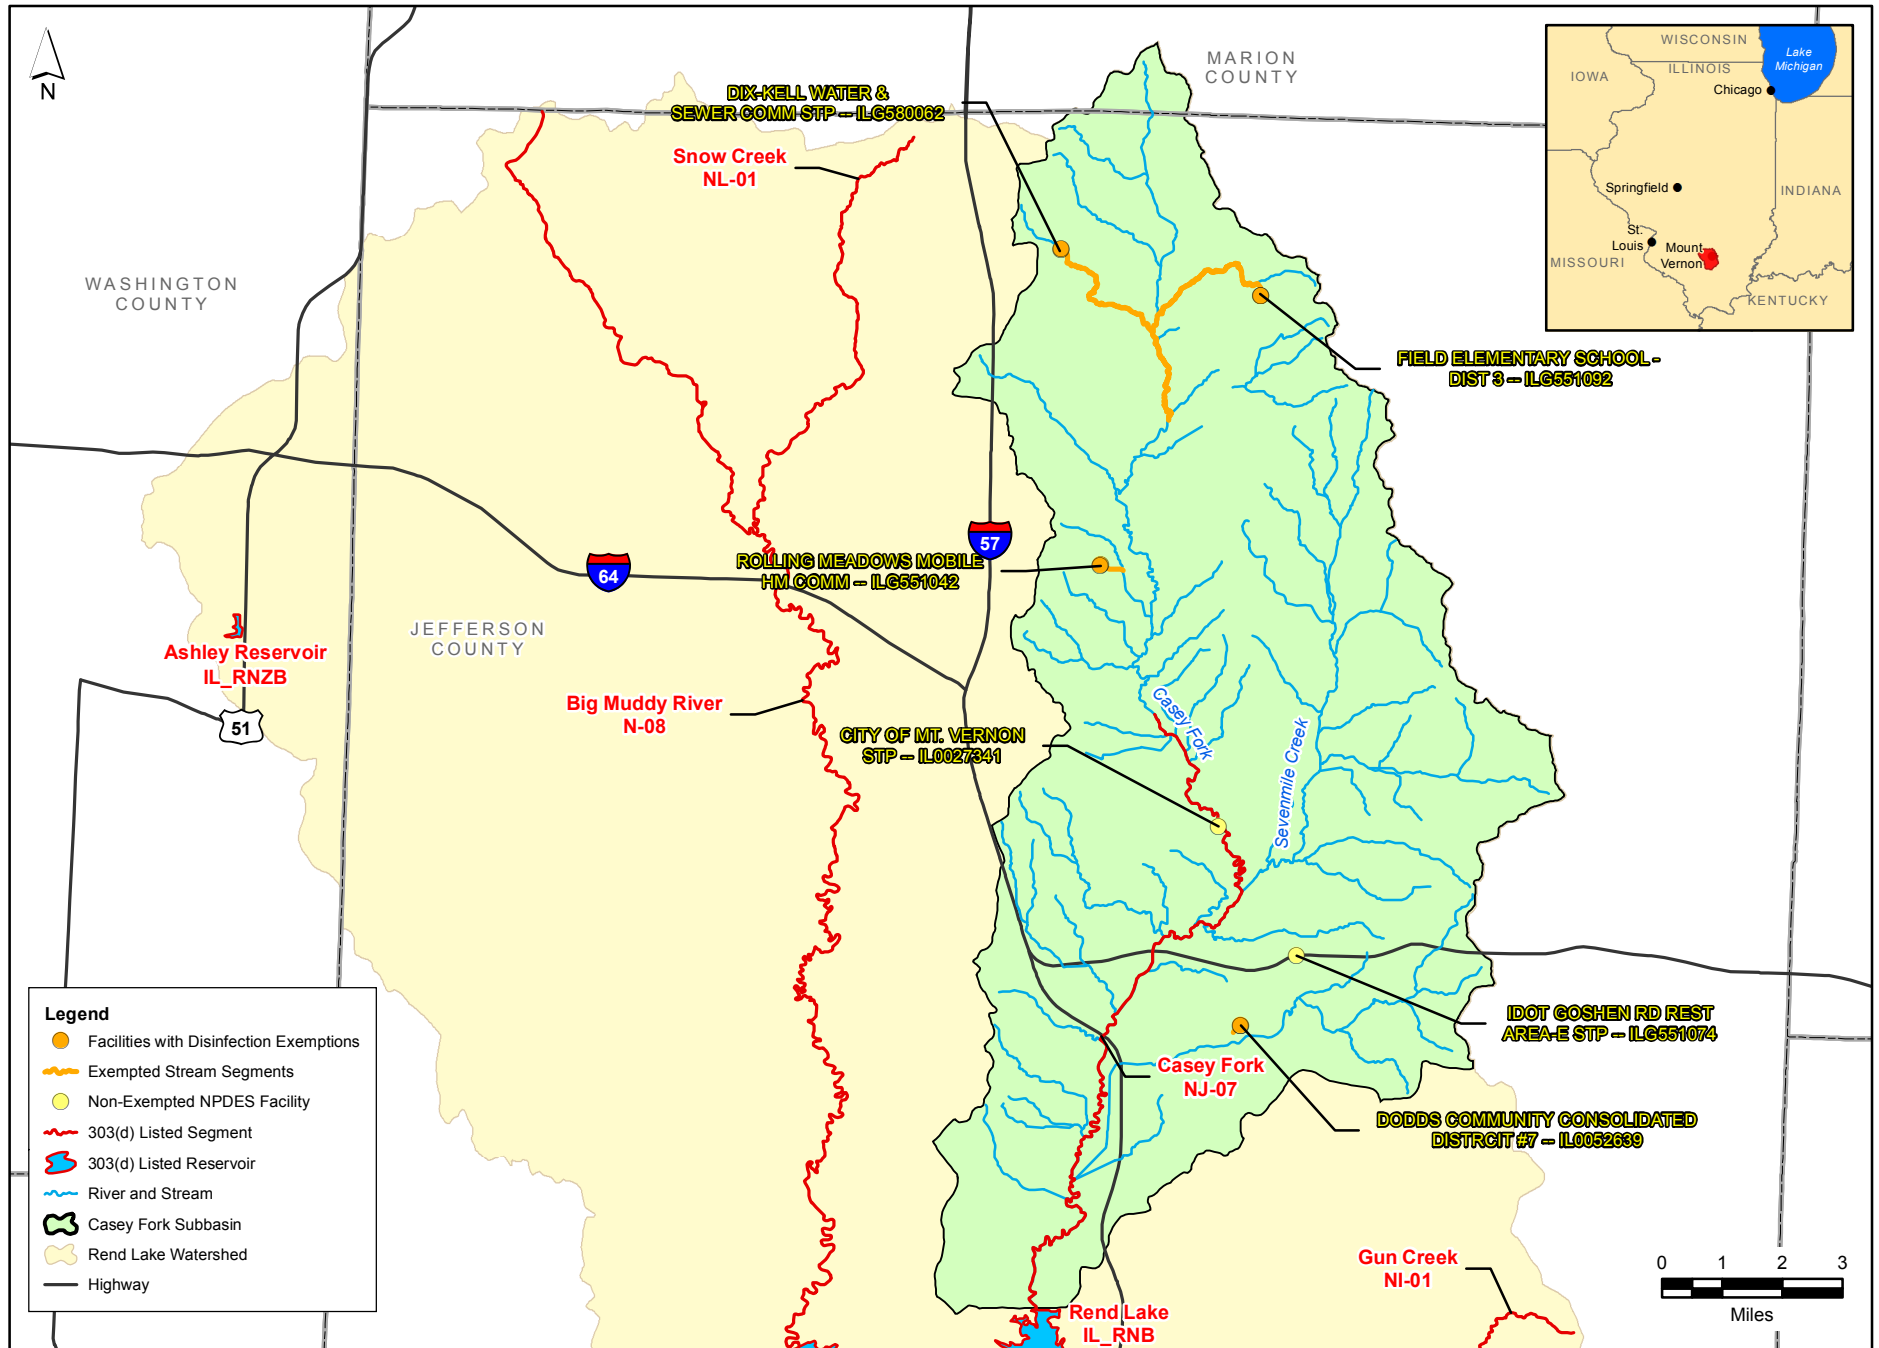 N
MARION
COUNTY
WISCONSIN
Lake
Michigan
IOWA
ILLINOIS
Chicago
Springfield
INDIANA
St.
Louis
Mount
Vernon
MISSOURI
KENTUCKY
DIX-KELL WATER &
SEWER COMM STP -- ILG580062
Snow Creek
NL-01
WASHINGTON
COUNTY
FIELD ELEMENTARY SCHOOL -
DIST 3 -- ILG551092
57
64
ROLLING MEADOWS MOBILE
HM COMM -- ILG551042
JEFFERSON
COUNTY
Ashley Reservoir
IL_RNZB
51
Big Muddy River
N-08
Casey Fork
Sevenmile Creek
CITY OF MT. VERNON
STP -- IL0027341
IDOT GOSHEN RD REST
AREA-E STP -- ILG551074
Casey Fork
NJ-07
DODDS COMMUNITY CONSOLIDATED
DISTRCIT #7 -- IL0052639
Gun Creek
NI-01
Rend Lake
IL_RNB
Legend
Facilities with Disinfection Exemptions
Exempted Stream Segments
Non-Exempted NPDES Facility
303(d) Listed Segment
303(d) Listed Reservoir
River and Stream
Casey Fork Subbasin
Rend Lake Watershed
Highway
0 1 2 3
Miles